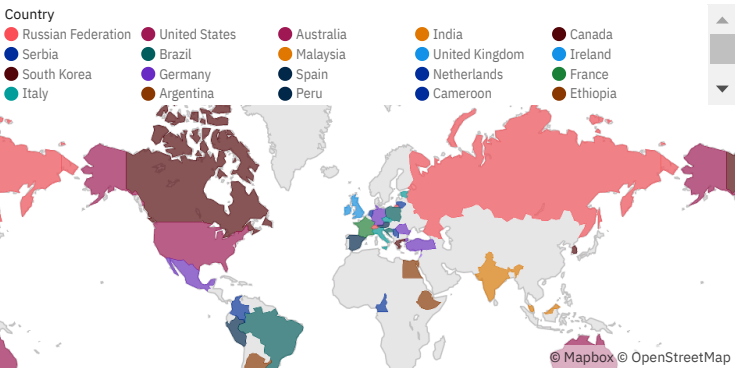 Country
Russian Federation United States Australia India Canada
Serbia Brazil Malaysia United Kingdom Ireland
South Korea Germany Spain Netherlands France
Italy Argentina Peru Cameroon Ethiopia
© Mapbox © OpenStreetMap